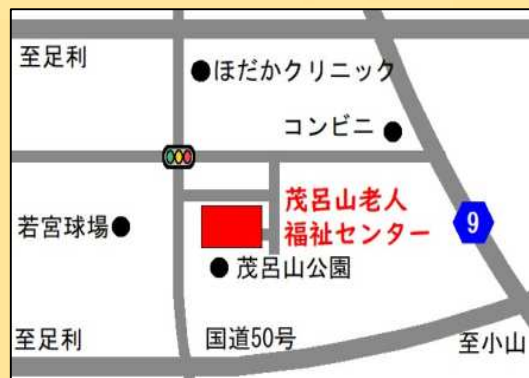 至足利
ほだかクリニック
コンビニ
茂呂山老人
福祉センター
若宮球場
9
茂呂山公園
至足利
国道50号
至小山